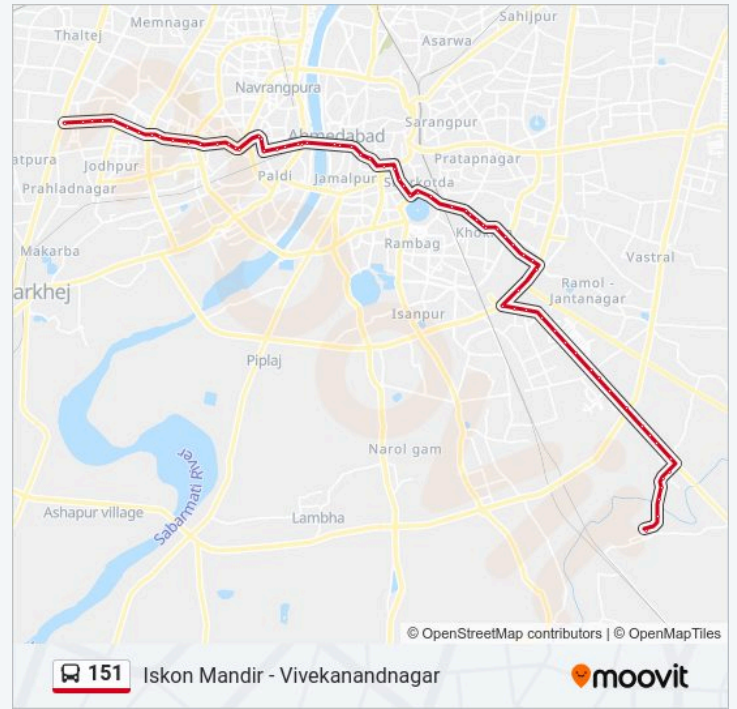 Sahijpur
Memnagar
Thaltej
Asarwa
Navrangpura
Sarangpur
Ahmedabad
Pratapnagar
Jodhpur
Paldi
Jamalpur
Prahladnagar
Rambag
Makarba
Vastral
Ramol -
Jantanagar
arkhej
Isanpur
Piplaj
Narol gam
Sabarmati River
Ashapur village
Lambha
© OpenStreetMap contributors | © OpenMapTiles
151 Iskon Mandir - Vivekanandnagar
moovit